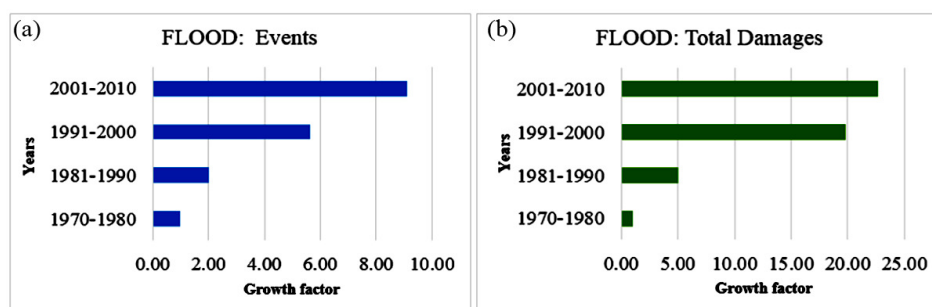 (a)
FLOOD: Events
Years
2001-2010
1991-2000
1981-1990
1970-1980
0.00 2.00 4.00 6.00 8.00 10.00
Growth factor
(b)
FLOOD: Total Damages
Years
2001-2010
1991-2000
1981-1990
1970-1980
0.00 5.00 10.00 15.00 20.00 25.00
Growth factor